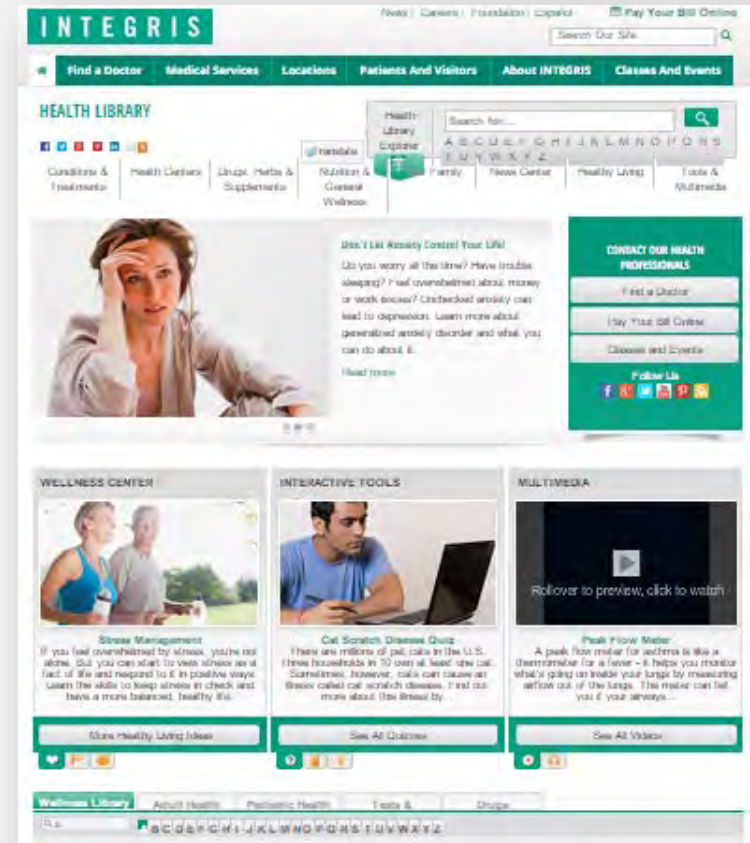 INTEGRIS
News | Careers | Foundation | Español
Pay Your Bill Online
Search Our Site
Find a Doctor Medical Services Locations Patients And Visitors About INTEGRIS Classes And Events
HEALTH LIBRARY
Health Library Explorer
Search for...
A B C D E F G H I J K L M N O P Q R S
T U V W X Y Z
Translate
Conditions & Treatments
Health Centers
Drugs, Herbs & Supplements
Nutrition & General Wellness
Family
News Center
Healthy Living
Tools & Multimedia
Don't Let Anxiety Control Your Life!
Do you worry all the time? Have trouble
sleeping? Feel overwhelmed about money
or work issues? Unchecked anxiety can
lead to depression. Learn more about
generalized anxiety disorder and what you
can do about it.
Read more
CONTACT OUR HEALTH
PROFESSIONALS
Find a Doctor
Pay Your Bill Online
Classes and Events
Follow Us
WELLNESS CENTER
Stress Management
If you feel overwhelmed by stress, you're not
alone. But you can start to view stress as a
fact of life and respond to it in positive ways.
Learn the skills to keep stress in check and
have a more balanced, healthy life.
More Healthy Living Ideas
INTERACTIVE TOOLS
Cat Scratch Disease Quiz
There are millions of pet cats in the U.S.
Three households in 10 own at least one cat.
Sometimes, however, cats can cause an
illness called cat scratch disease. Find out
more about this illness by...
See All Quizzes
MULTIMEDIA
Rollover to preview, click to watch
Peak Flow Meter
A peak flow meter for asthma is like a
thermometer for a fever - it helps you monitor
what's going on inside your lungs by measuring
airflow out of the lungs. The meter can tell
you if your airways...
See All Videos
Wellness Library Adult Health Pediatric Health Tests & Drugs
B C D E F G H I J K L M N O P Q R S T U V W X Y Z